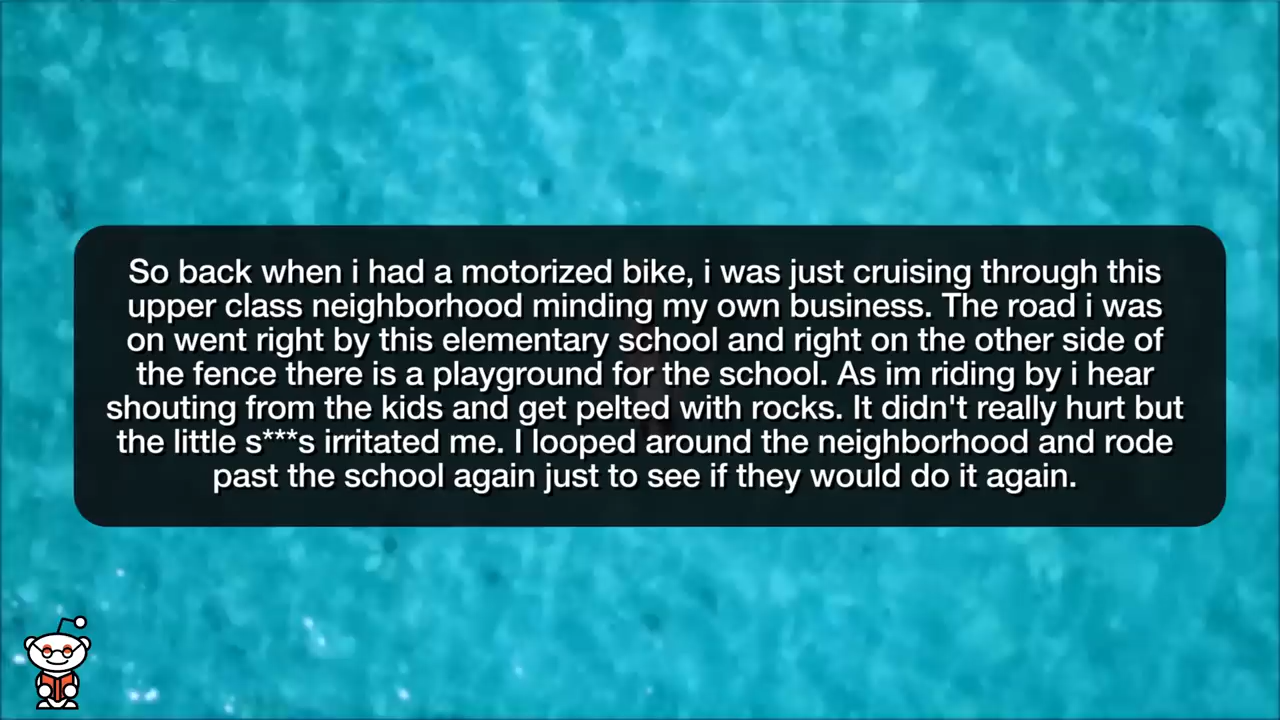 So back when i had a motorized bike, i was just cruising through this
upper class neighborhood minding my own business. The road i was
on went right by this elementary school and right on the other side of
the fence there is a playground for the school. As im riding by i hear
shouting from the kids and get pelted with rocks. It didn't really hurt but
the little s***s irritated me. I looped around the neighborhood and rode
past the school again just to see if they would do it again.